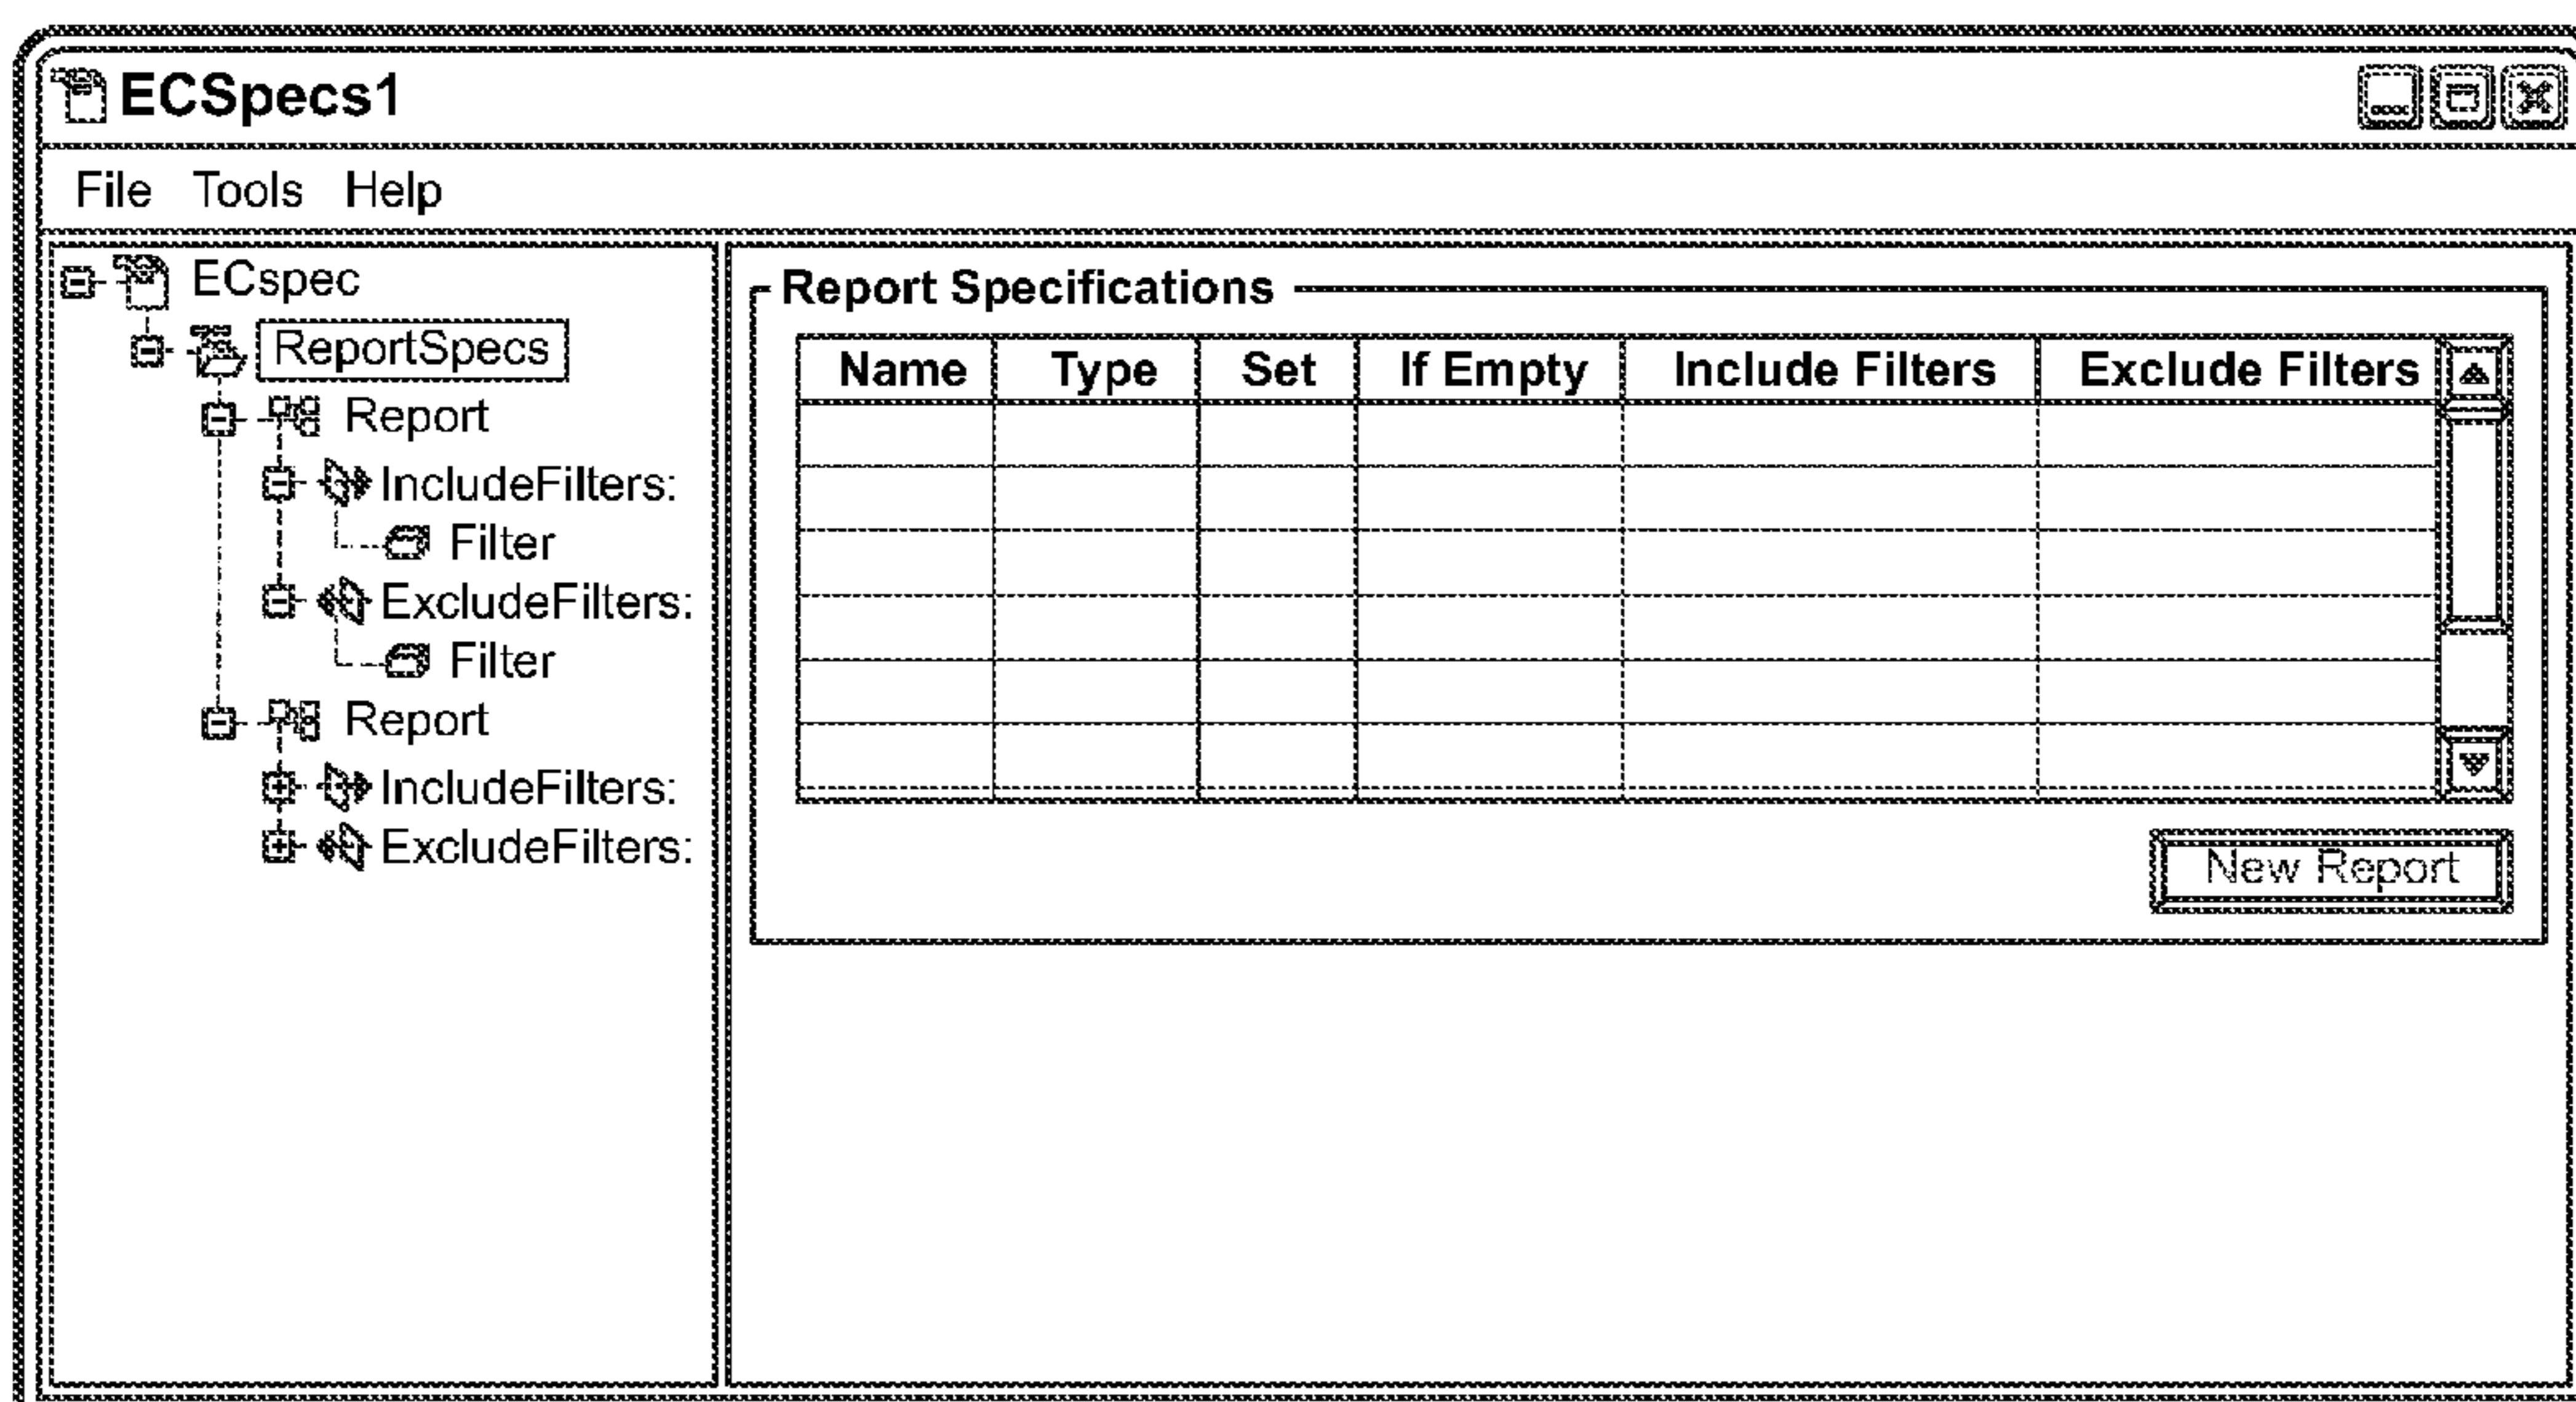 ECSpecs1
File Tools Help
ECspec
ReportSpecs
Report
IncludeFilters:
Filter
ExcludeFilters:
Filter
Report
IncludeFilters:
ExcludeFilters:
Report Specifications
Name Type Set If Empty Include Filters Exclude Filters
New Report